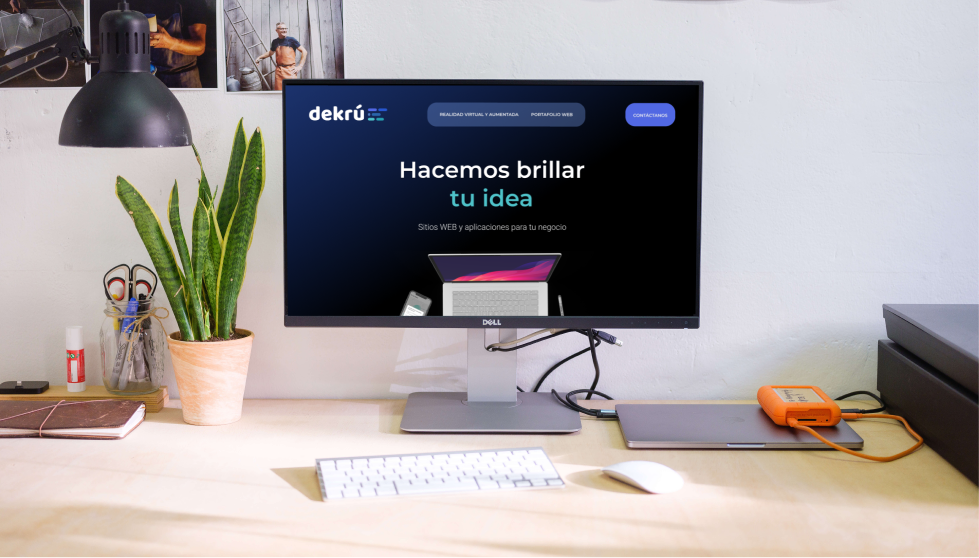 dekrú
REALIDAD VIRTUAL Y AUMENTADA PORTAFOLIO WEB
CONTÁCTANOS
Hacemos brillar
tu idea
Sitios WEB y aplicaciones para tu negocio
DELL